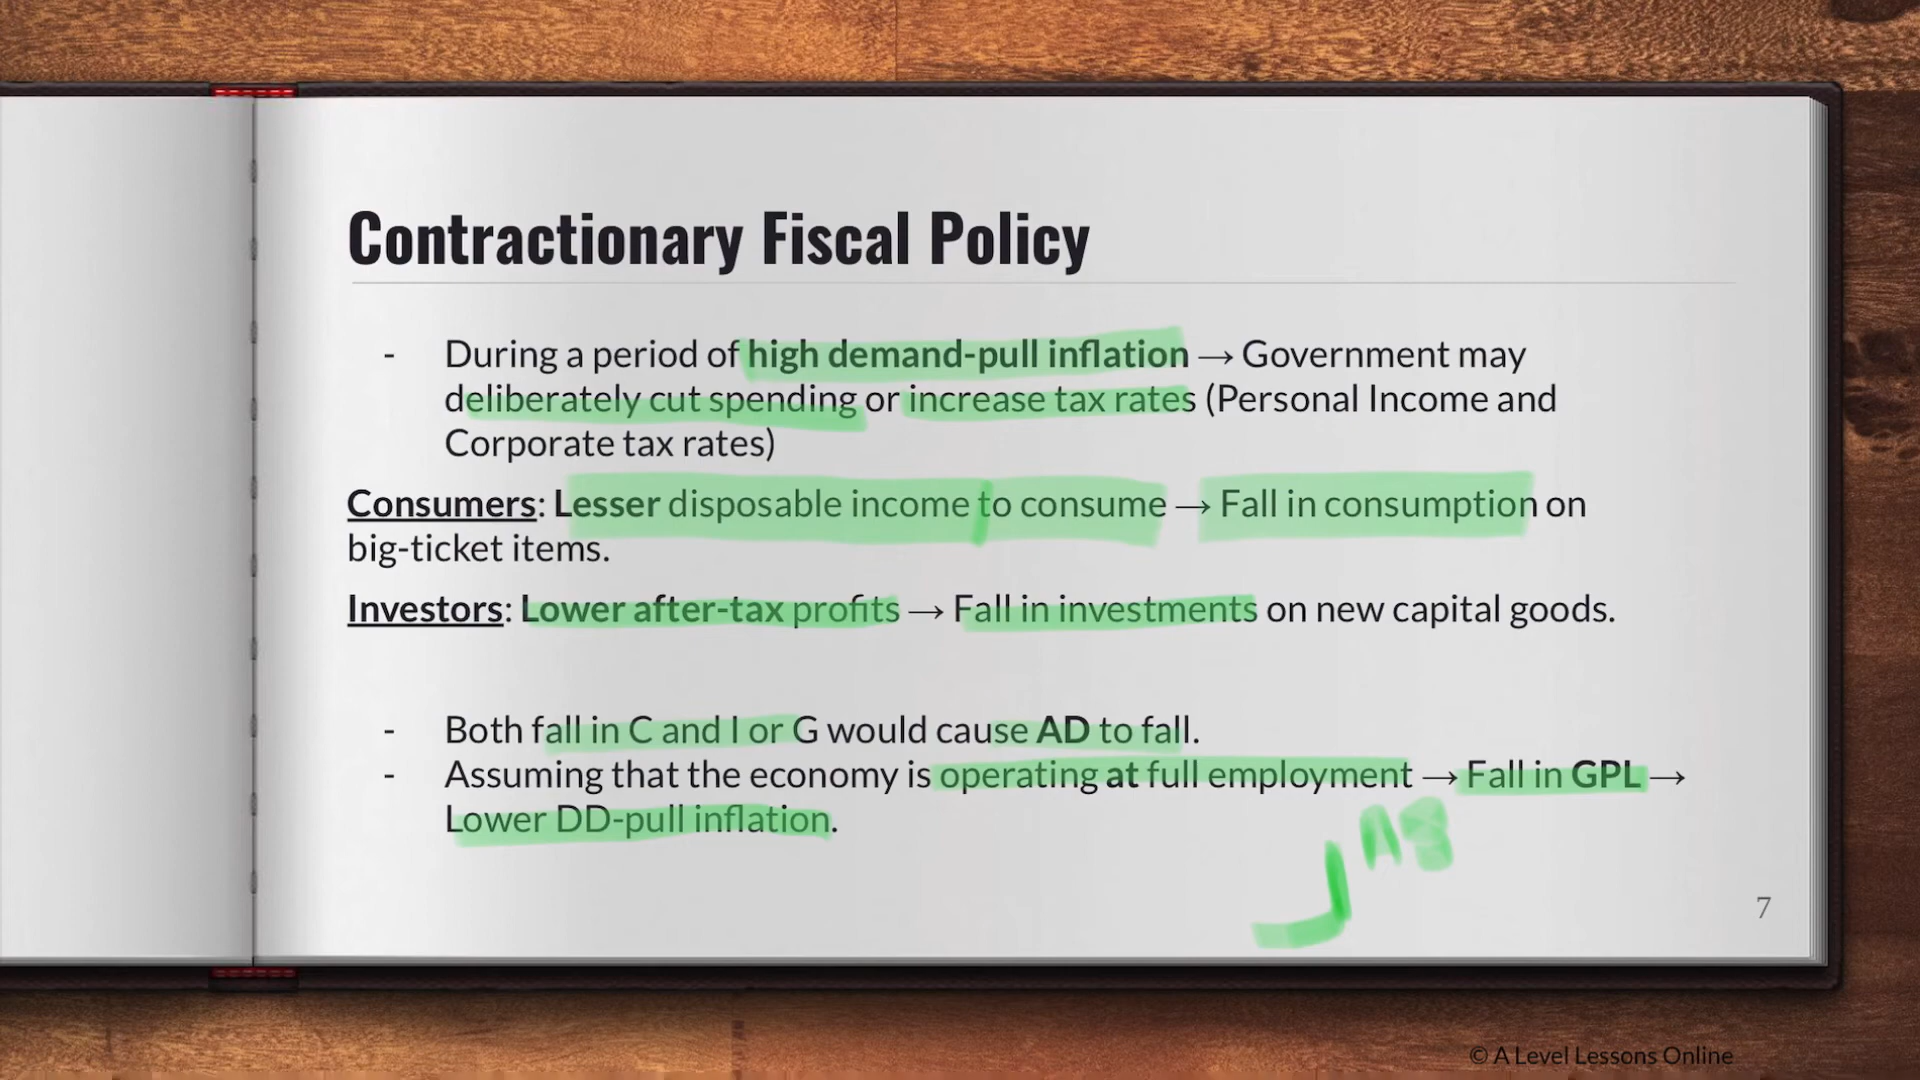 Contractionary Fiscal Policy
- During a period of high demand-pull inflation → Government may
deliberately cut spending or increase tax rates (Personal Income and
Corporate tax rates)
Consumers: Lesser disposable income to consume → Fall in consumption on
big-ticket items.
Investors: Lower after-tax profits → Fall in investments on new capital goods.
- Both fall in C and I or G would cause AD to fall.
- Assuming that the economy is operating at full employment → Fall in GPL →
Lower DD-pull inflation.
7
© A Level Lessons Online